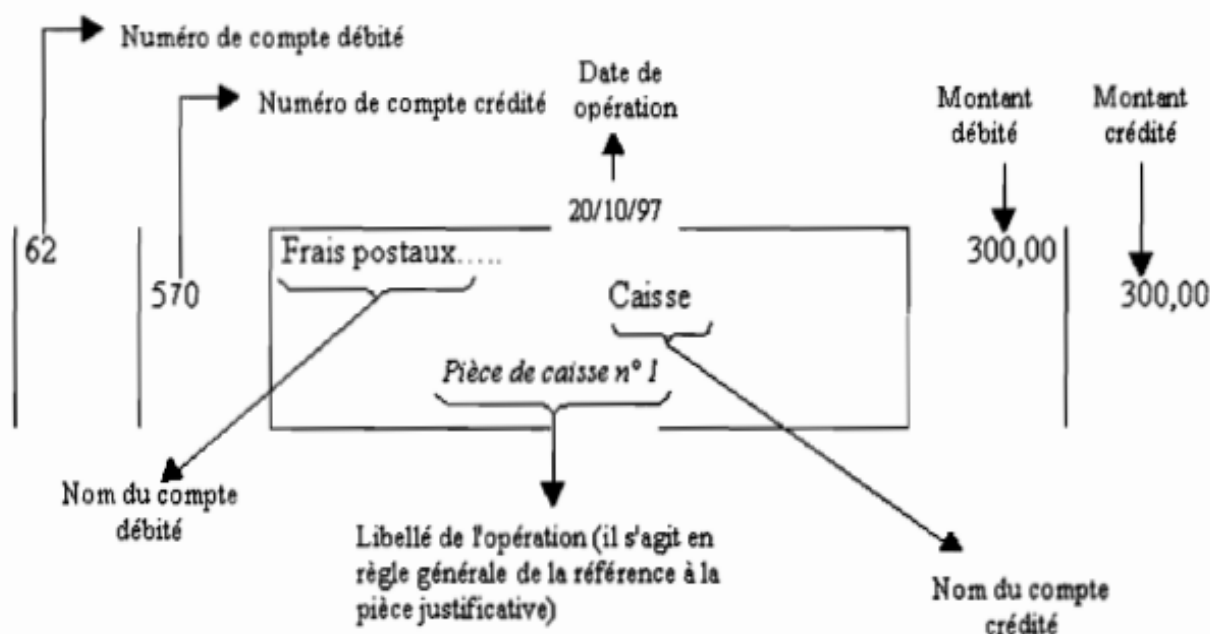 Numéro de compte débité
Numéro de compte crédité
Date de
opération
Montant
débité
Montant
crédité
20/10/97
62
Frais postaux.....
300,00
570
Caisse
300,00
Pièce de caisse n° 1
Nom du compte
débité
Libellé de l'opération (il s'agit en
règle générale de la référence à la
pièce justificative)
Nom du compte
crédité